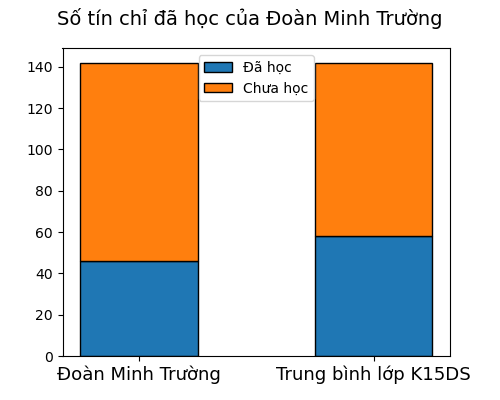 Số tín chỉ đã học của Đoàn Minh Trường
140
120
100
80
60
40
20
0
Đã học
Chưa học
Đoàn Minh Trường
Trung bình lớp K15DS